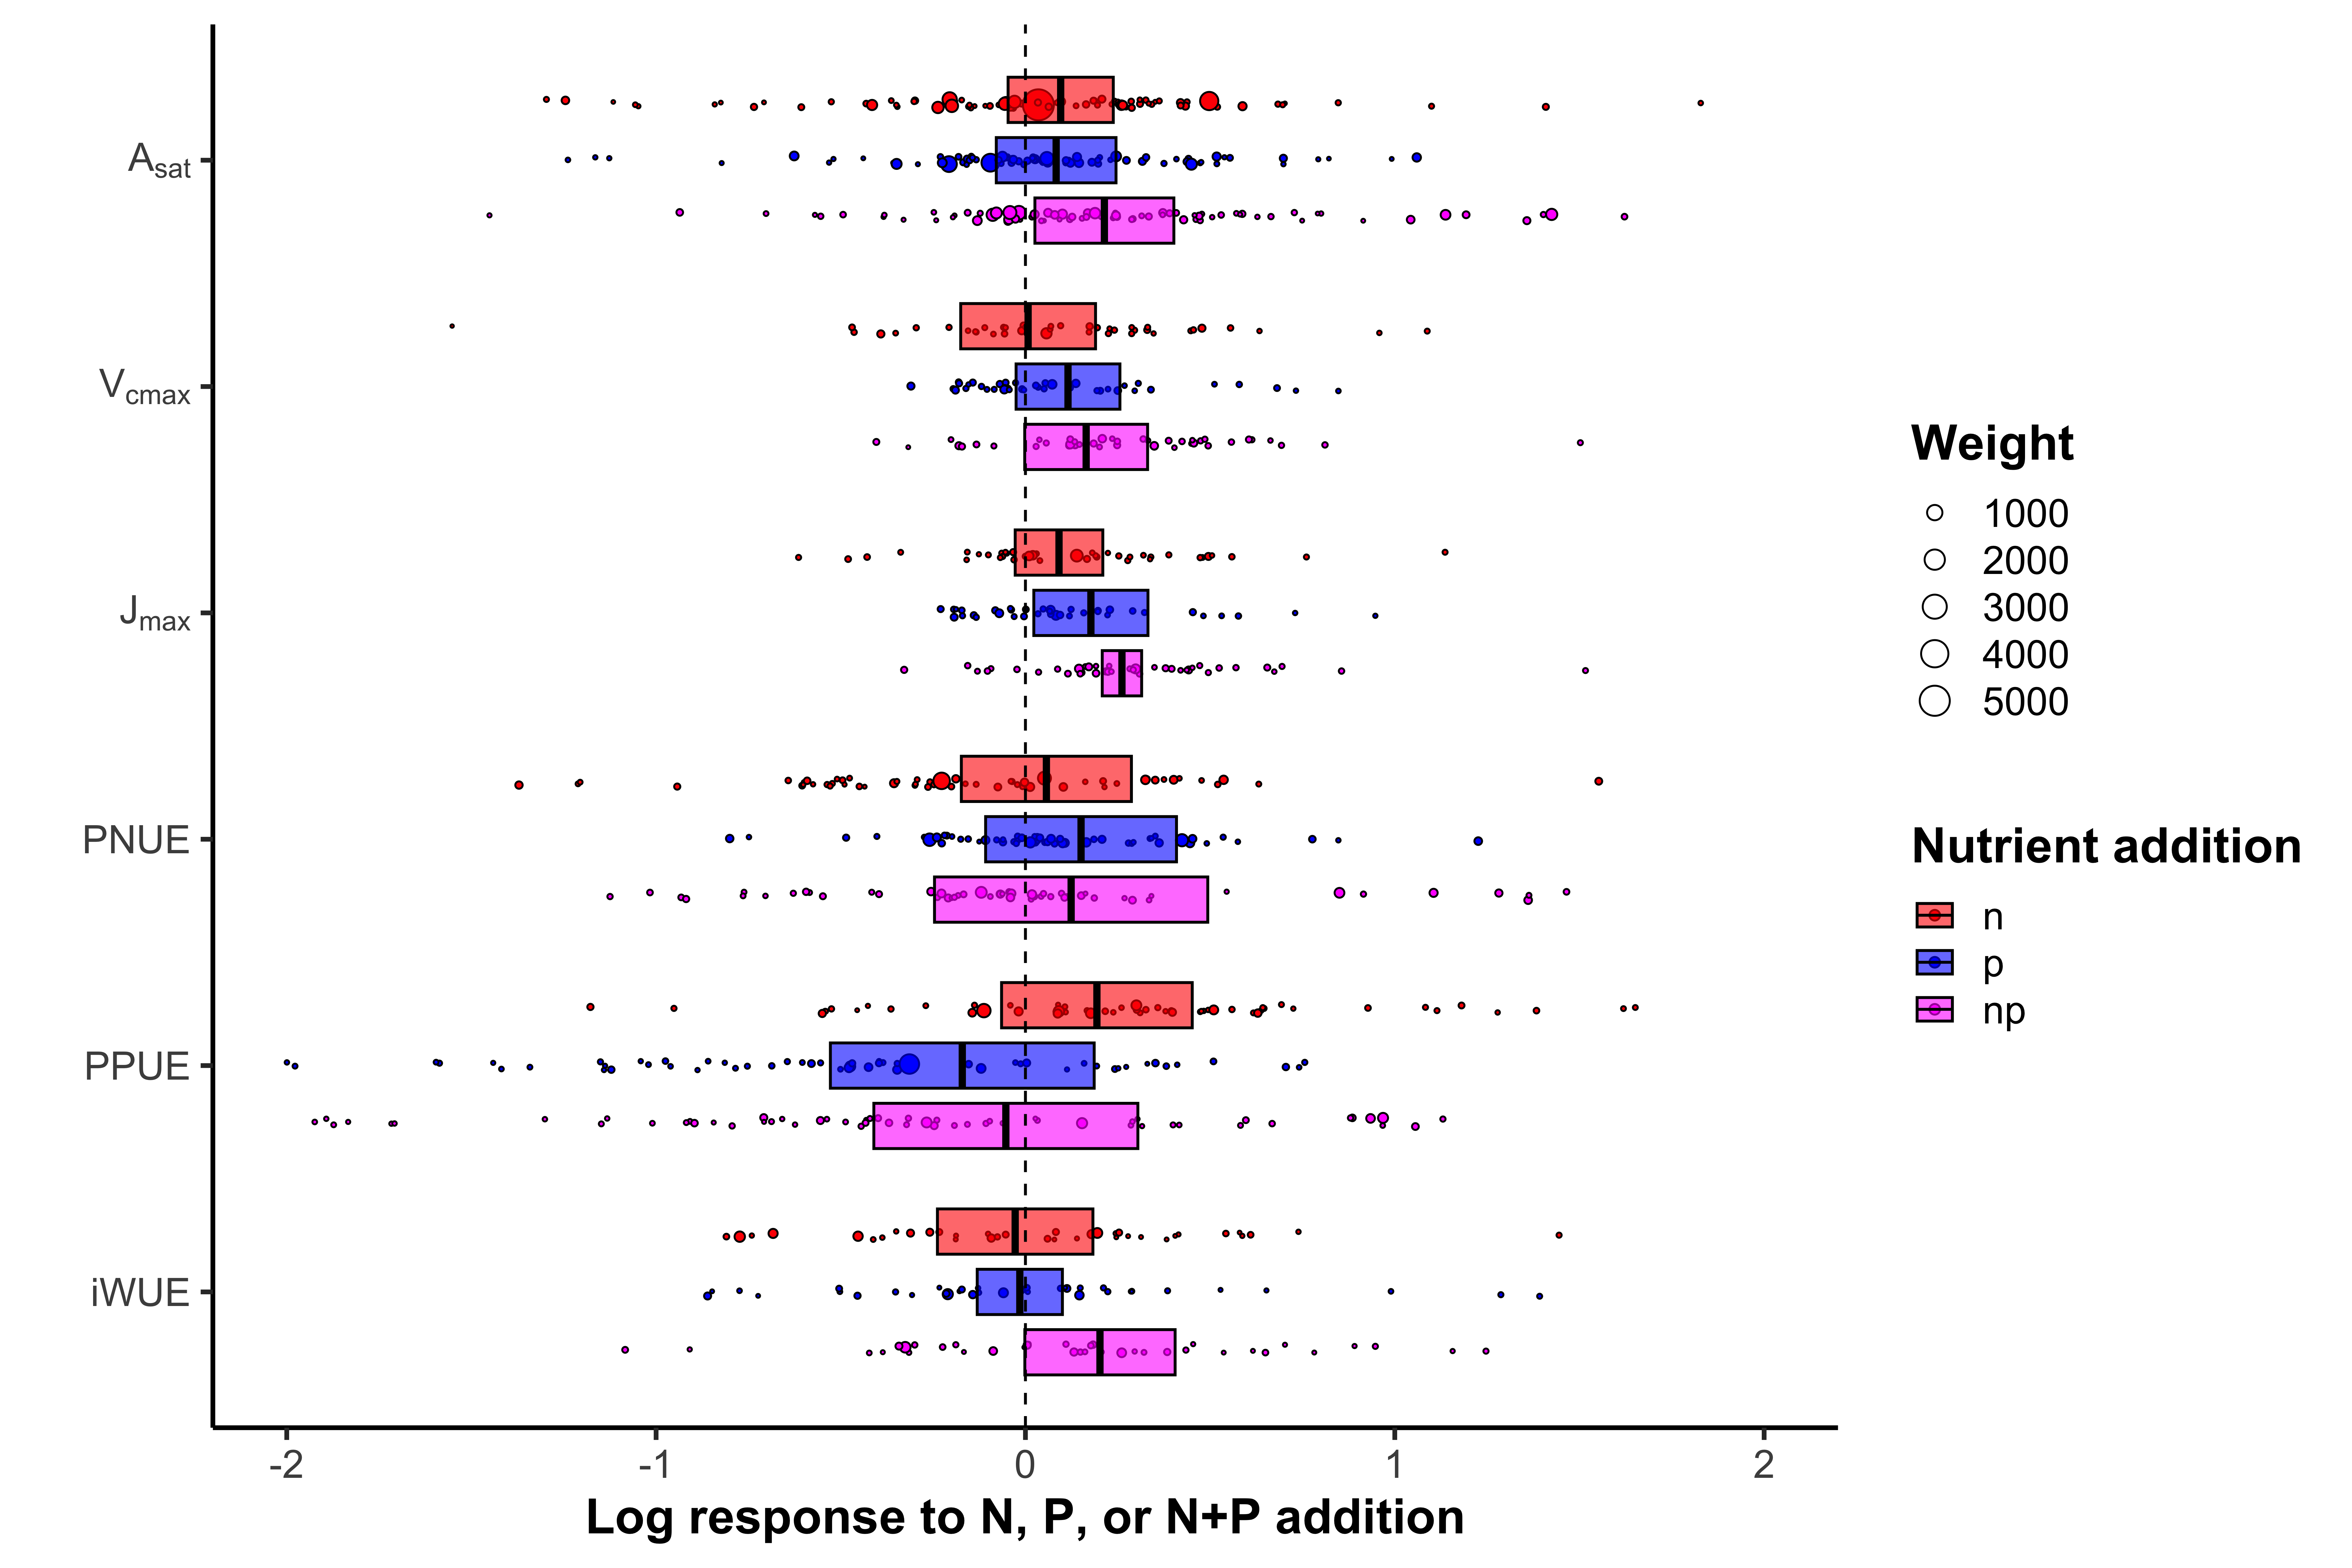 Asat
Vcmax
Jmax
PNUE
PPUE
iWUE
-2 -1 0 1 2
Log response to N, P, or N+P addition
Weight
1000
2000
3000
4000
5000
Nutrient addition
n
p
np